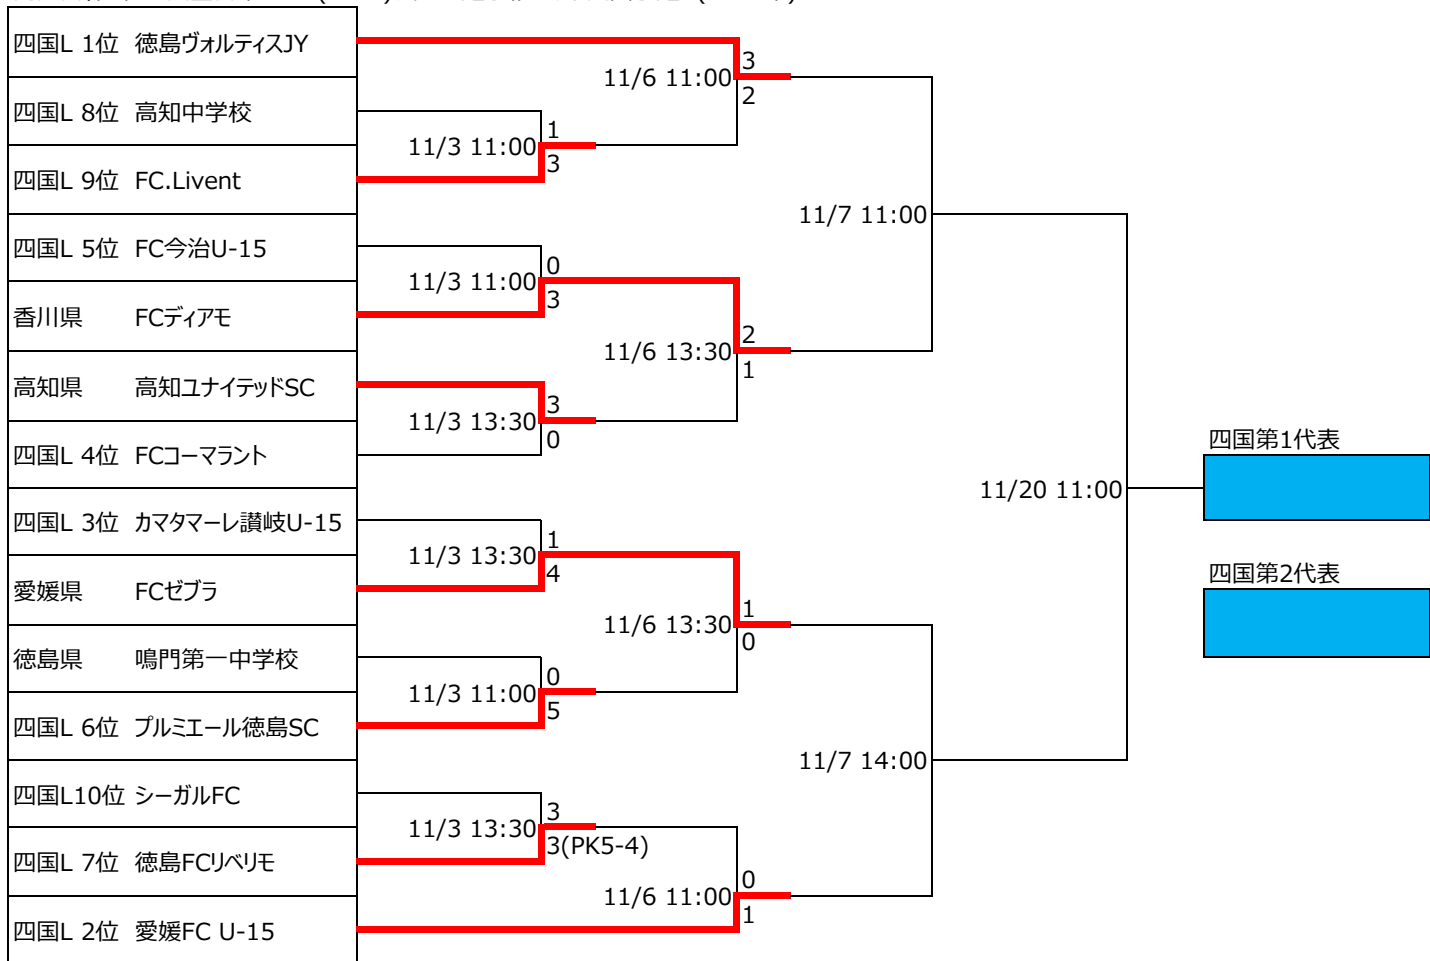 四国L 1位 徳島ヴォルティスJY
四国L 8位 高知中学校
四国L 9位 FC.Livent
四国L 5位 FC今治U-15
香川県 FCディアモ
高知県 高知ユナイテッドSC
四国L 4位 FCコーマラント
四国L 3位 カマタマーレ讃岐U-15
愛媛県 FCゼブラ
徳島県 鳴門第一中学校
四国L 6位 プルミエール徳島SC
四国L10位 シーガルFC
四国L 7位 徳島FCリベリモ
四国L 2位 愛媛FC U-15
11/3 11:00
1
3
11/3 11:00
0
3
11/3 13:30
3
0
11/3 13:30
1
4
11/3 11:00
0
5
11/3 13:30
3
3(PK5-4)
11/6 11:00
3
2
11/6 13:30
2
1
11/6 13:30
1
0
11/6 11:00
0
1
11/7 11:00
11/7 14:00
11/20 11:00
四国第1代表
四国第2代表